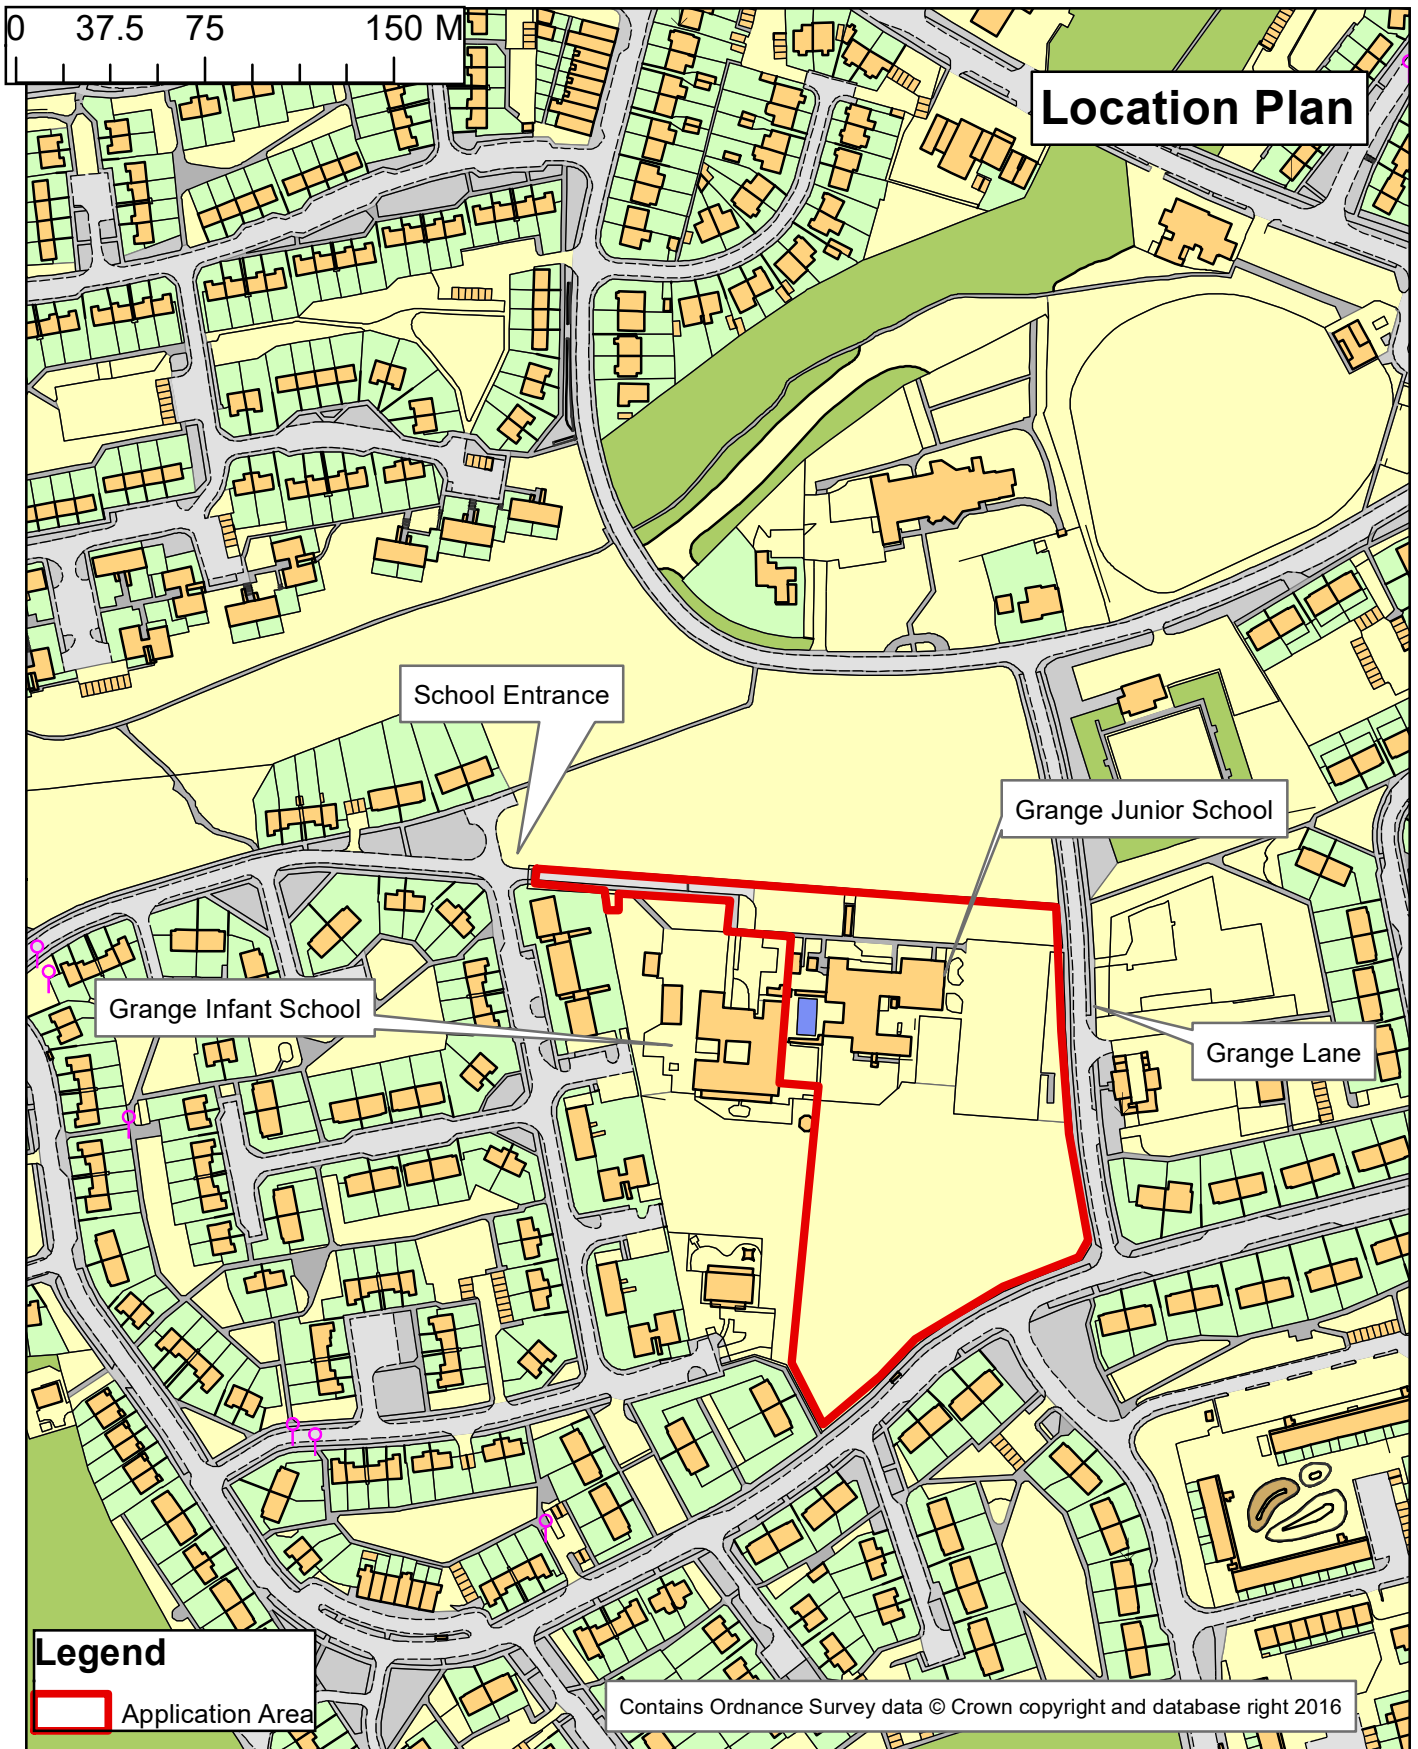 0 37.5 75 150 M
Location Plan
School Entrance
Grange Junior School
Grange Infant School
Grange Lane
Legend
Application Area
Contains Ordnance Survey data © Crown copyright and database right 2016